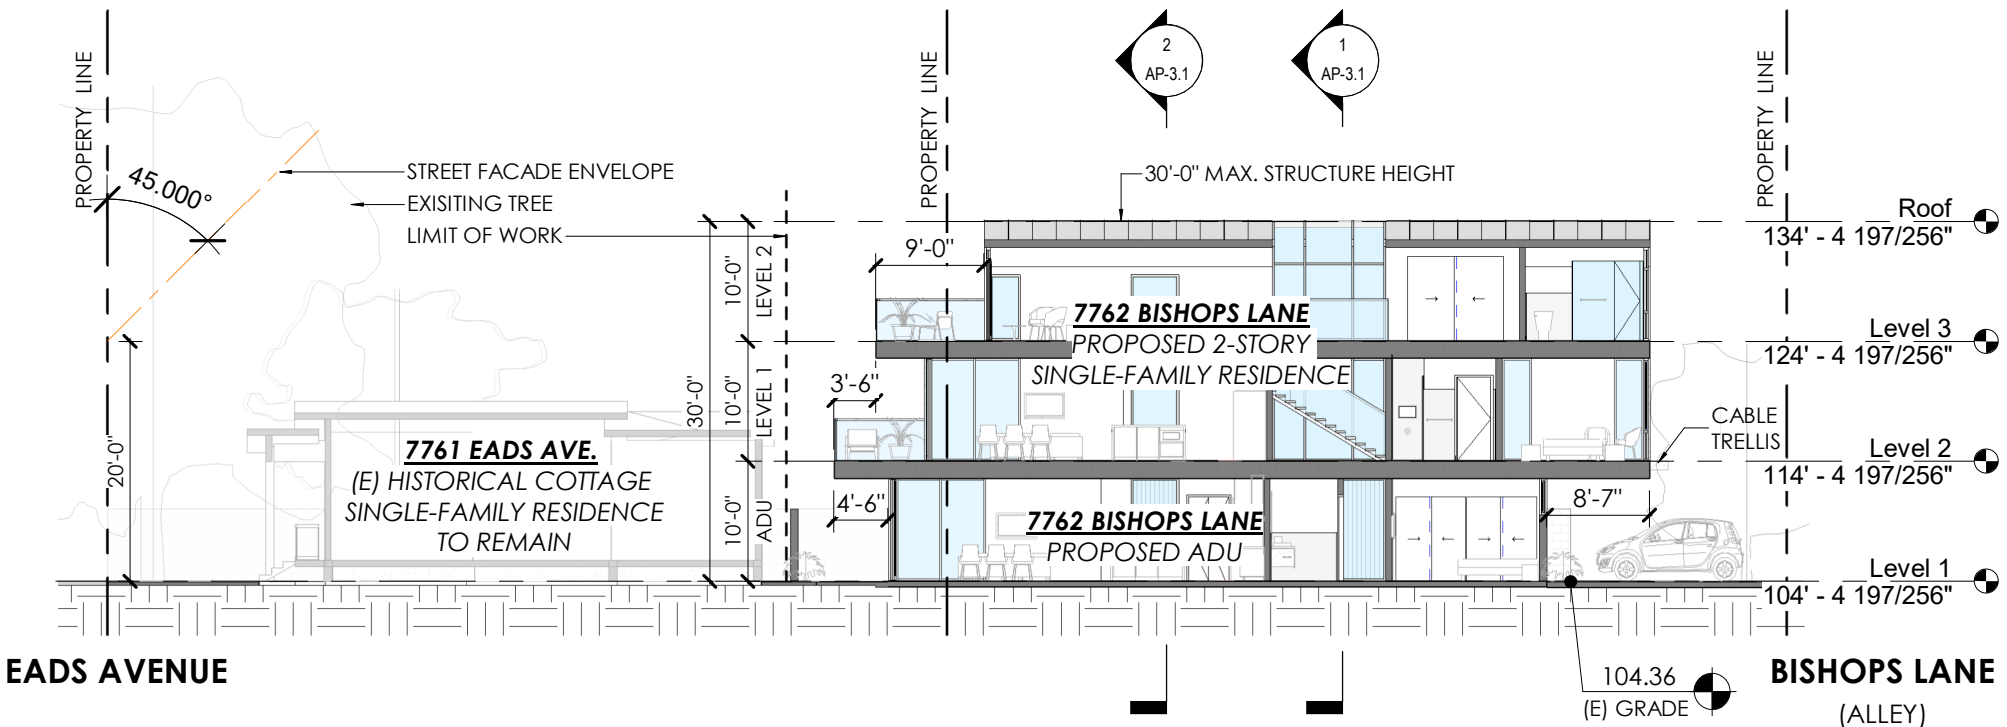 PROPERTY LINE
45.000°
STREET FACADE ENVELOPE
EXISITING TREE
LIMIT OF WORK
PROPERTY LINE
2
AP-3.1
1
AP-3.1
30'-0" MAX. STRUCTURE HEIGHT
PROPERTY LINE
Roof
134' - 4 197/256"
Level 3
124' - 4 197/256"
Level 2
114' - 4 197/256"
Level 1
104' - 4 197/256"
20'-0"
30'-0"
10'-0"
LEVEL 2
10'-0"
LEVEL 1
10'-0"
ADU
9'-0"
3'-6"
4'-6"
8'-7"
CABLE
TRELLIS
7761 EADS AVE.
(E) HISTORICAL COTTAGE
SINGLE-FAMILY RESIDENCE
TO REMAIN
7762 BISHOPS LANE
PROPOSED 2-STORY
SINGLE-FAMILY RESIDENCE
7762 BISHOPS LANE
PROPOSED ADU
EADS AVENUE
104.36
(E) GRADE
BISHOPS LANE
(ALLEY)